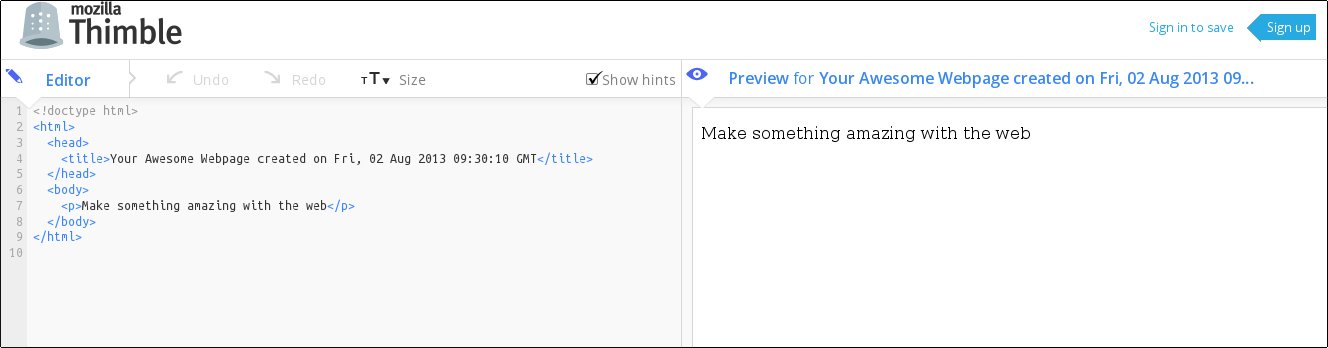 mozilla
Thimble
Sign in to save
Sign up
Editor
Undo
Redo
TT Size
Show hints
Preview for Your Awesome Webpage created on Fri, 02 Aug 2013 09...
1 <!doctype html>
2 <html>
3 <head>
4 <title>Your Awesome Webpage created on Fri, 02 Aug 2013 09:30:10 GMT</title>
5 </head>
6 <body>
7 <p>Make something amazing with the web</p>
8 </body>
9 </html>
10
Make something amazing with the web